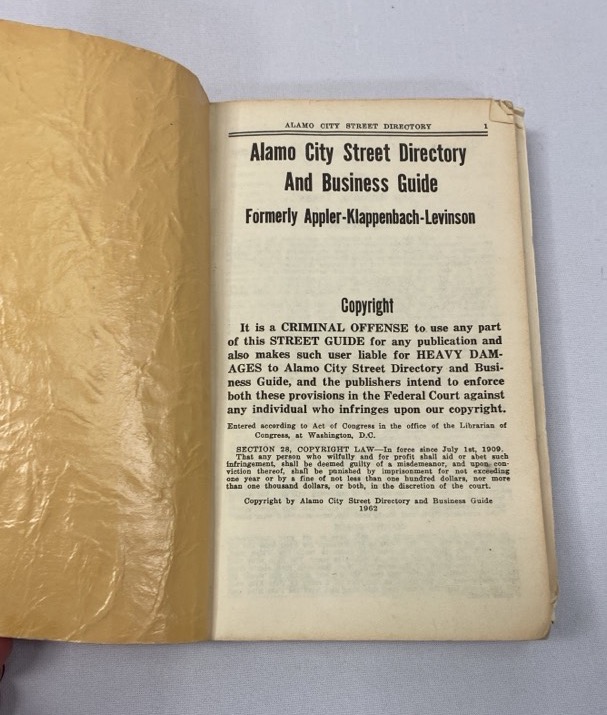 ALAMO CITY STREET DIRECTORY 1
Alamo City Street Directory
And Business Guide
Formerly Appler-Klappenbach-Levinson
Copyright
It is a CRIMINAL OFFENSE to use any part
of this STREET GUIDE for any publication and
also makes such user liable for HEAVY DAM-
AGES to Alamo City Street Directory and Busi-
ness Guide, and the publishers intend to enforce
both these provisions in the Federal Court against
any individual who infringes upon our copyright.
Entered according to Act of Congress in the office of the Librarian of
Congress, at Washington, D.C.
SECTION 28, COPYRIGHT LAW—In force since July 1st, 1909.
That any person who wilfully and for profit shall aid or abet such
infringement, shall be deemed guilty of a misdemeanor, and upon con-
viction thereof, shall be punished by imprisonment for not exceeding
one year or by a fine of not less than one hundred dollars, nor more
than one thousand dollars, or both, in the discretion of the court.
Copyright by Alamo City Street Directory and Business Guide
1962